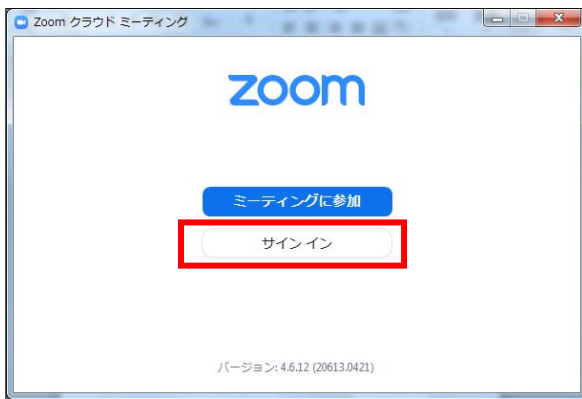 Zoom クラウド ミーティング
zoom
ミーティングに参加
サイン イン
バージョン: 4.6.12 (20613.0421)